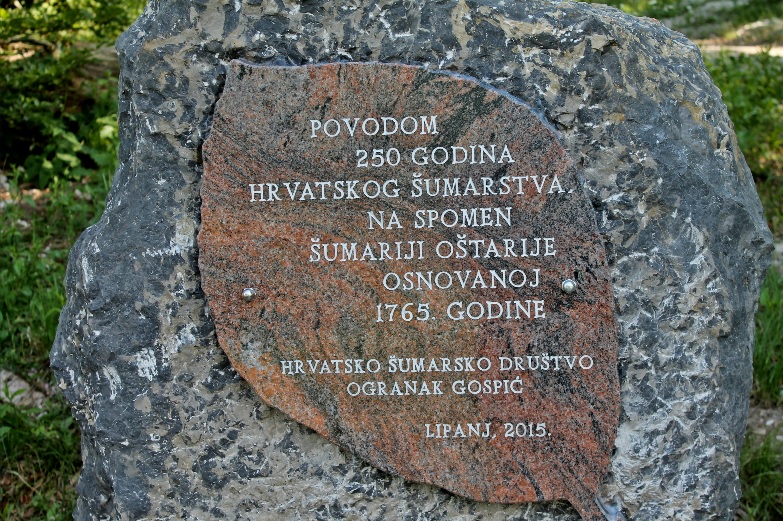 POVODOM
250 GODINA
HRVATSKOG ŠUMARSTVA.
NA SPOMEN
ŠUMARIJI OŠTARIJE
OSNOVANOJ
1765. GODINE
HRVATSKO ŠUMARSKO DRUŠTVO
OGRANAK GOSPIĆ
LIPANJ, 2015.